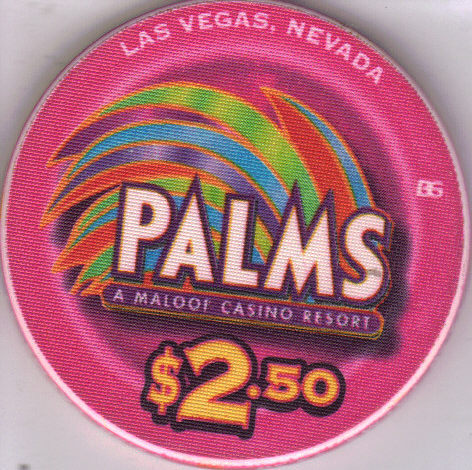 LAS VEGAS, NEVADA
BG
PALMS
A MALOOF CASINO RESORT
$2.50